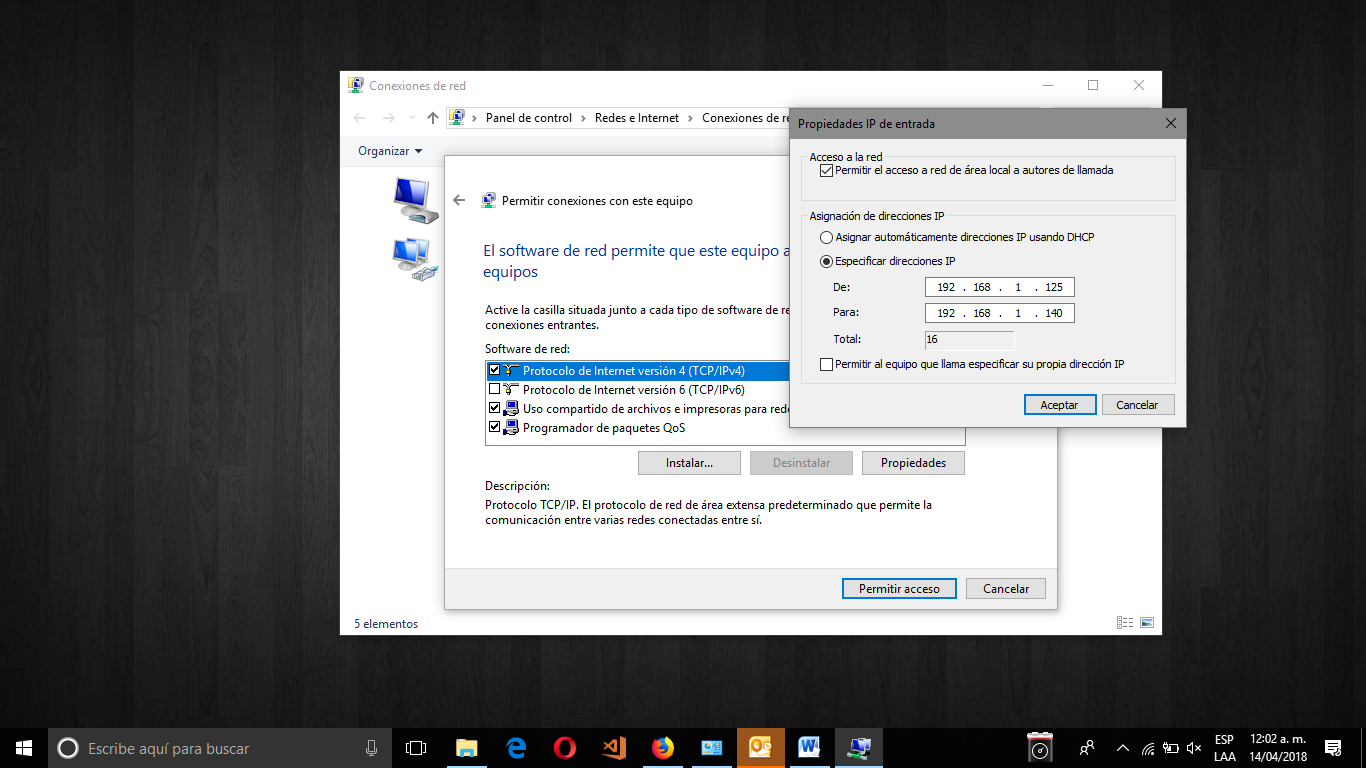 Conexiones de red
Panel de control
Redes e Internet
Conexiones de re
Organizar
Permitir conexiones con este equipo
El software de red permite que este equipo a
equipos
Active la casilla situada junto a cada tipo de software de re
conexiones entrantes.
Software de red:
Protocolo de Internet versión 4 (TCP/IPv4)
Protocolo de Internet versión 6 (TCP/IPv6)
Uso compartido de archivos e impresoras para rede
Programador de paquetes QoS
Instalar...
Desinstalar
Propiedades
Descripción:
Protocolo TCP/IP. El protocolo de red de área extensa predeterminado que permite la
comunicación entre varias redes conectadas entre sí.
Permitir acceso
Cancelar
5 elementos
Propiedades IP de entrada
Acceso a la red
Permitir el acceso a red de área local a autores de llamada
Asignación de direcciones IP
Asignar automáticamente direcciones IP usando DHCP
Especificar direcciones IP
De: 192 . 168 . 1 . 125
Para: 192 . 168 . 1 . 140
Total: 16
Permitir al equipo que llama especificar su propia dirección IP
Aceptar
Cancelar
Escribe aquí para buscar
ESP
LAA
12:02 a. m.
14/04/2018